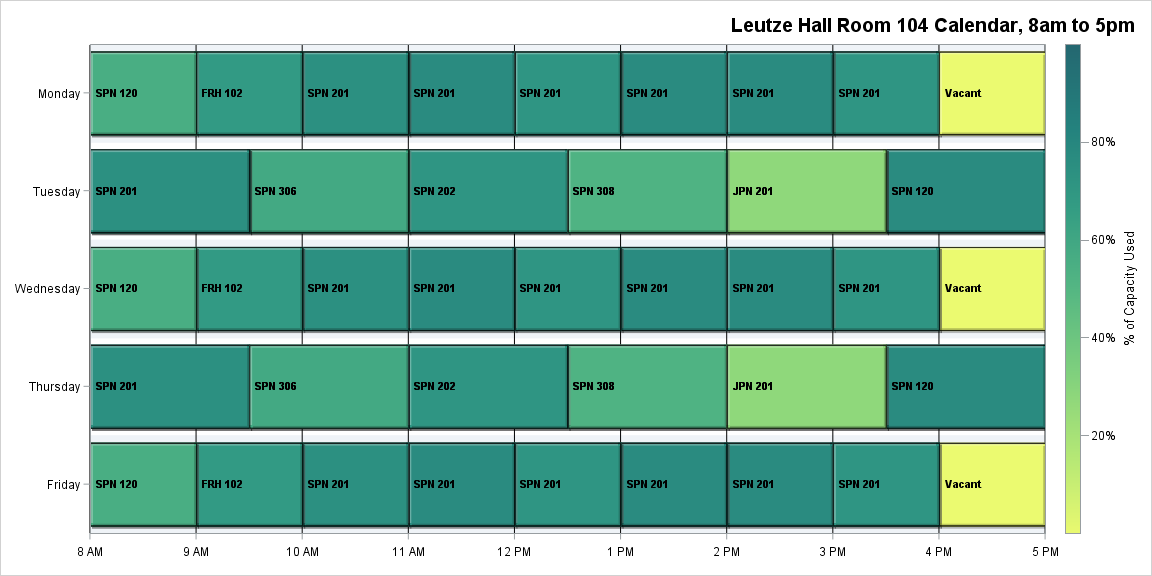 Leutze Hall Room 104 Calendar, 8am to 5pm
Monday SPN 120 FRH 102 SPN 201 SPN 201 SPN 201 SPN 201 SPN 201 SPN 201 Vacant
Tuesday SPN 201 SPN 306 SPN 202 SPN 308 JPN 201 SPN 120
Wednesday SPN 120 FRH 102 SPN 201 SPN 201 SPN 201 SPN 201 SPN 201 SPN 201 Vacant
Thursday SPN 201 SPN 306 SPN 202 SPN 308 JPN 201 SPN 120
Friday SPN 120 FRH 102 SPN 201 SPN 201 SPN 201 SPN 201 SPN 201 SPN 201 Vacant
8 AM 9 AM 10 AM 11 AM 12 PM 1 PM 2 PM 3 PM 4 PM 5 PM
80%
60%
40%
20%
% of Capacity Used